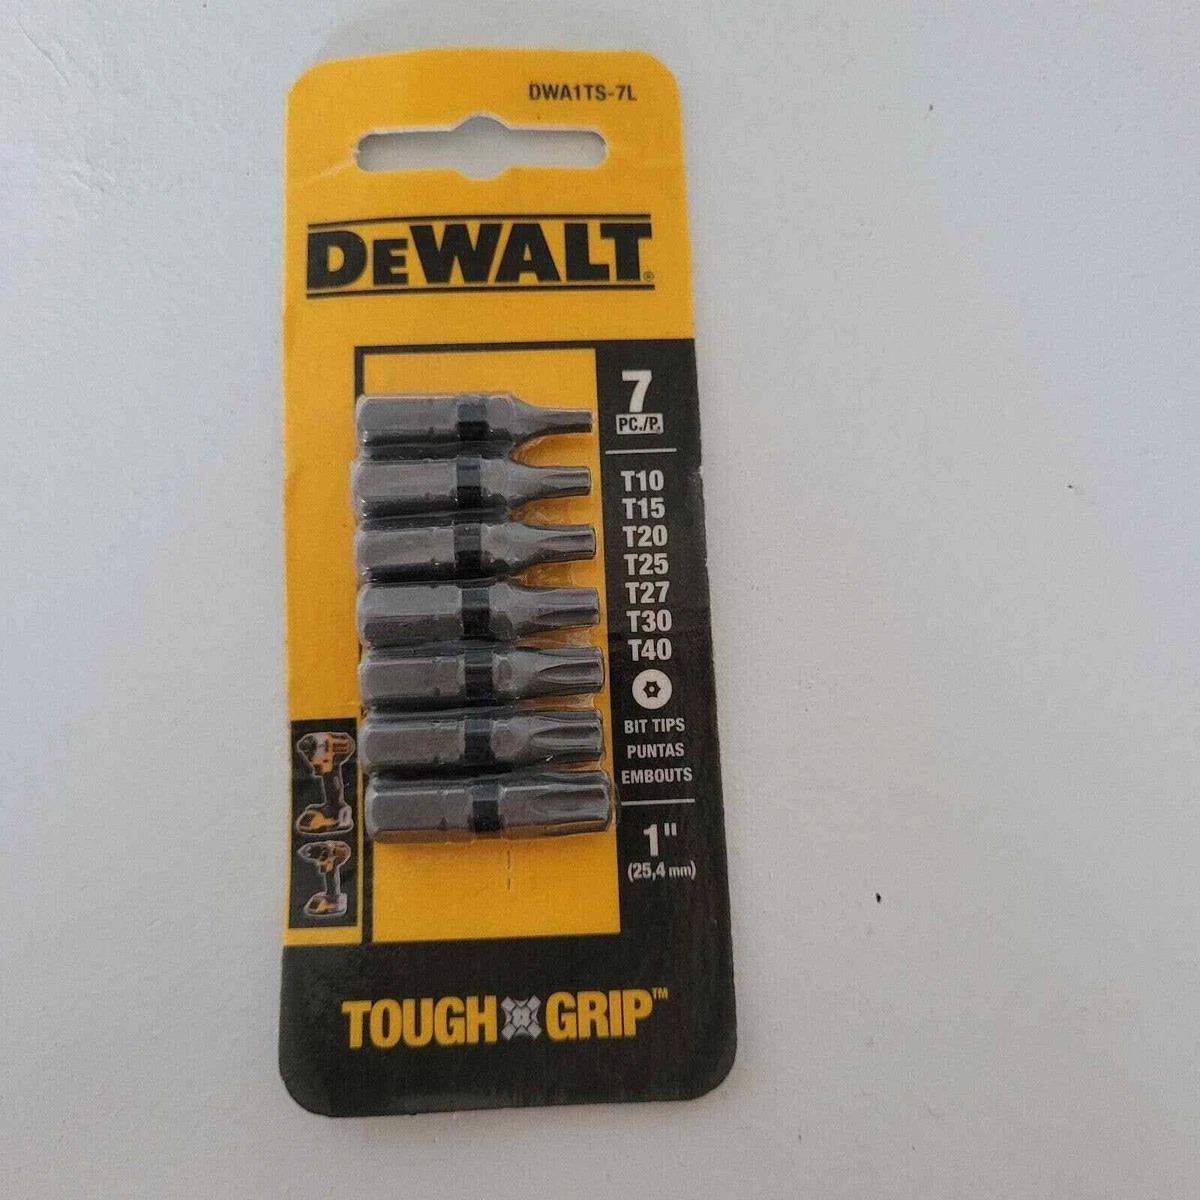 DWA1TS-7L
DEWALT®
7
PC./P.
T10
T15
T20
T25
T27
T30
T40
BIT TIPS
PUNTAS
EMBOUTS
1"
(25,4 mm)
TOUGH GRIP™